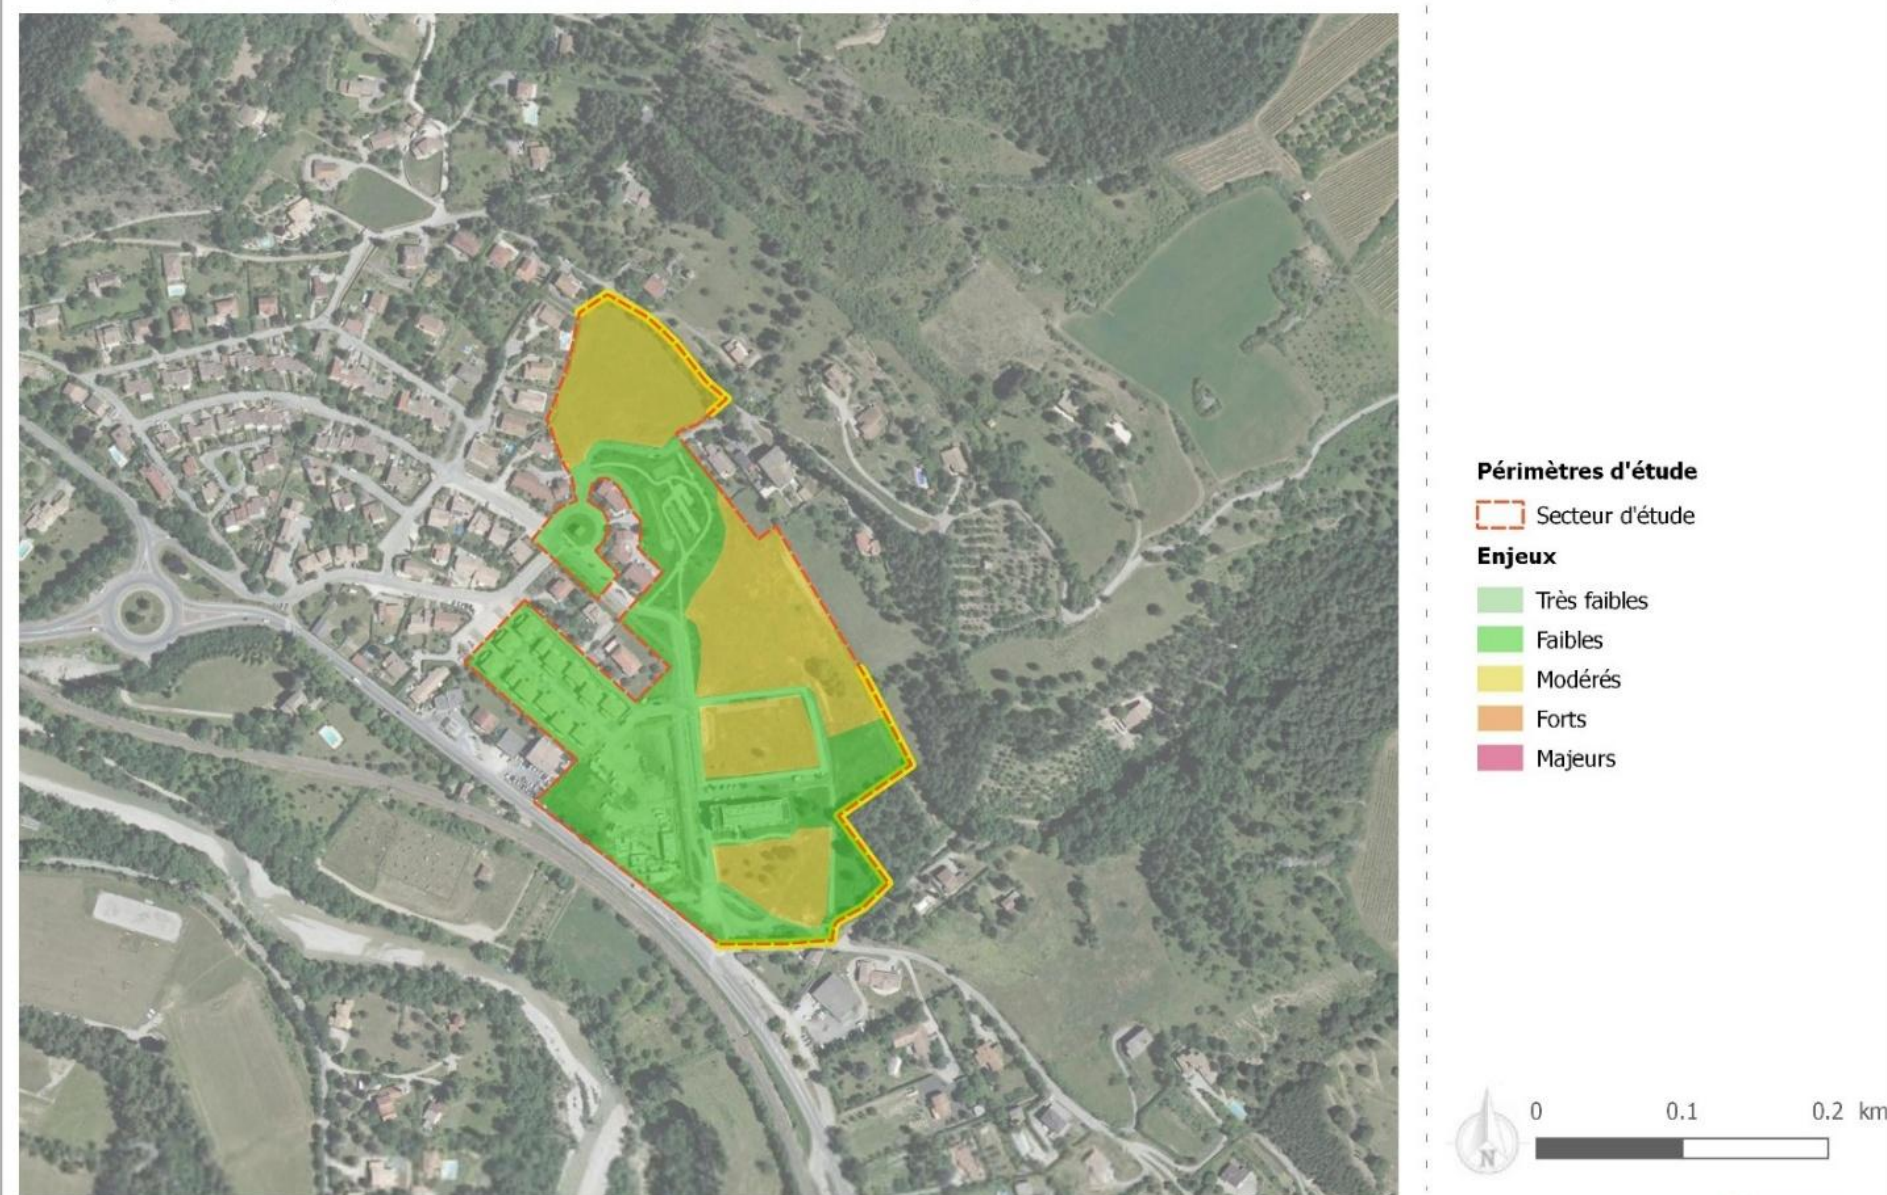 Périmètres d'étude
Secteur d'étude
Enjeux
Très faibles
Faibles
Modérés
Forts
Majeurs
0 0.1 0.2 km
N